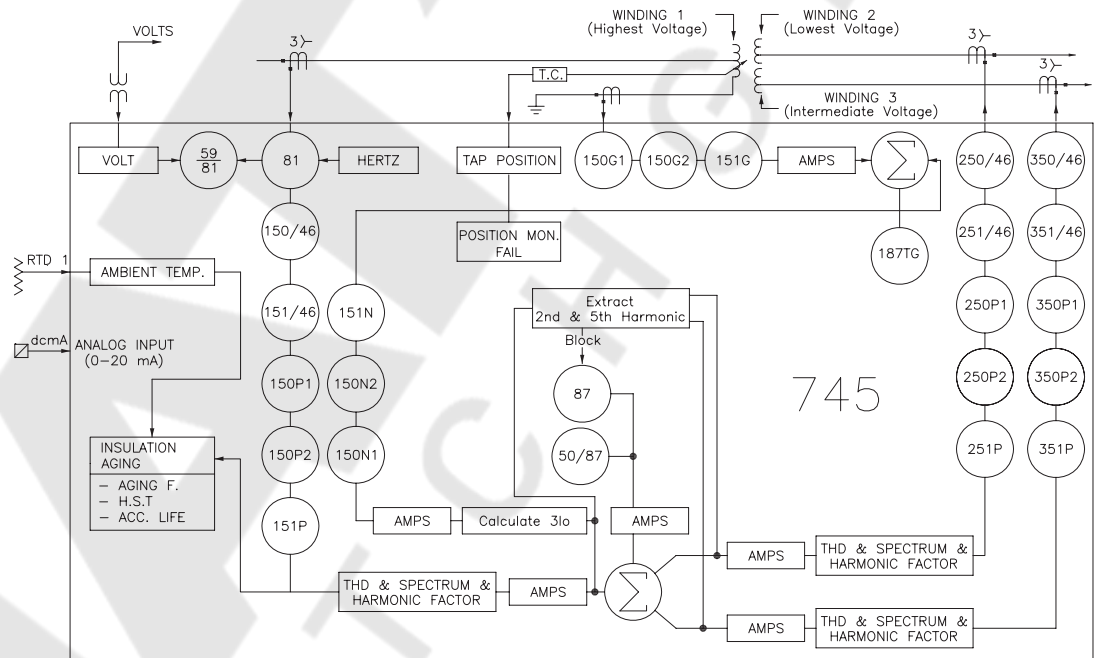 WINDING 1
(Highest Voltage)
WINDING 2
(Lowest Voltage)
VOLTS
3
3
3
T.C.
WINDING 3
(Intermediate Voltage)
VOLT
59
81
81
HERTZ
TAP POSITION
150G1
150G2
151G
AMPS
Σ
250/46
350/46
150/46
POSITION MON.
FAIL
187TG
251/46
351/46
RTD 1
AMBIENT TEMP.
151/46
151N
Extract
2nd & 5th Harmonic
Block
250P1
350P1
dcmA
ANALOG INPUT
(0-20 mA)
150P1
150N2
87
745
250P2
350P2
INSULATION
AGING
- AGING F.
- H.S.T
- ACC. LIFE
150P2
150N1
50/87
251P
351P
151P
AMPS
Calculate 3Io
AMPS
AMPS
THD & SPECTRUM &
HARMONIC FACTOR
THD & SPECTRUM &
HARMONIC FACTOR
AMPS
Σ
AMPS
THD & SPECTRUM &
HARMONIC FACTOR